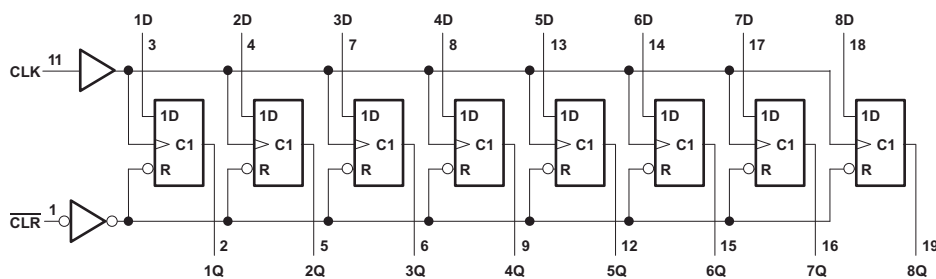 1D 2D 3D 4D 5D 6D 7D 8D
3 4 7 8 13 14 17 18
CLK 11
1D 1D 1D 1D 1D 1D 1D 1D
C1 C1 C1 C1 C1 C1 C1 C1
R R R R R R R R
CLR 1
2 5 6 9 12 15 16 19
1Q 2Q 3Q 4Q 5Q 6Q 7Q 8Q